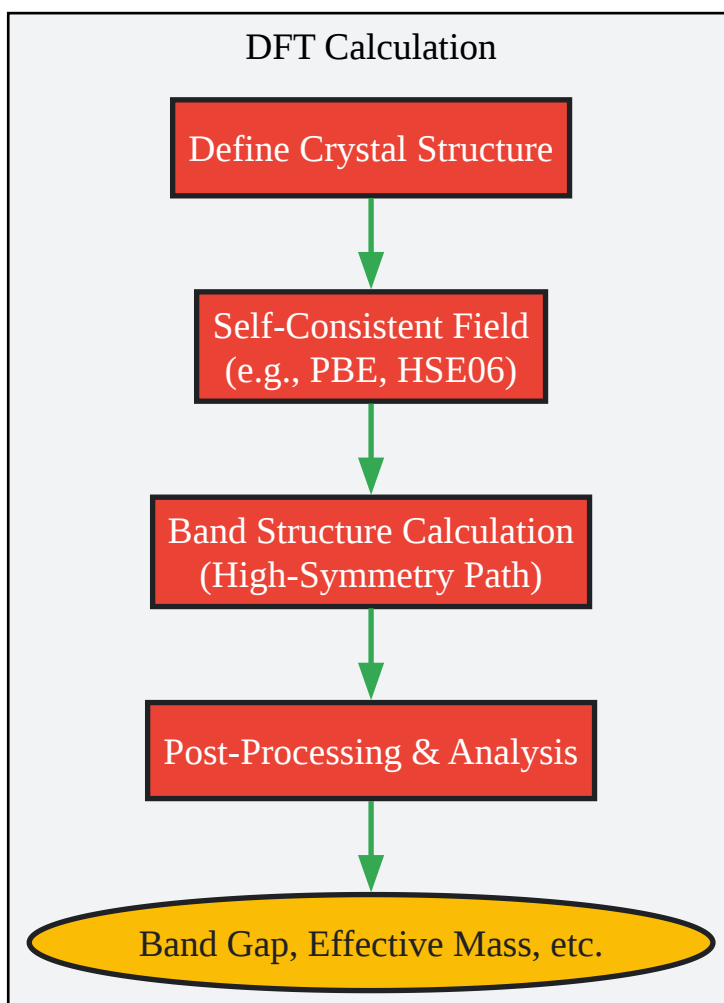 DFT Calculation
Define Crystal Structure
Self-Consistent Field
(e.g., PBE, HSE06)
Band Structure Calculation
(High-Symmetry Path)
Post-Processing & Analysis
Band Gap, Effective Mass, etc.